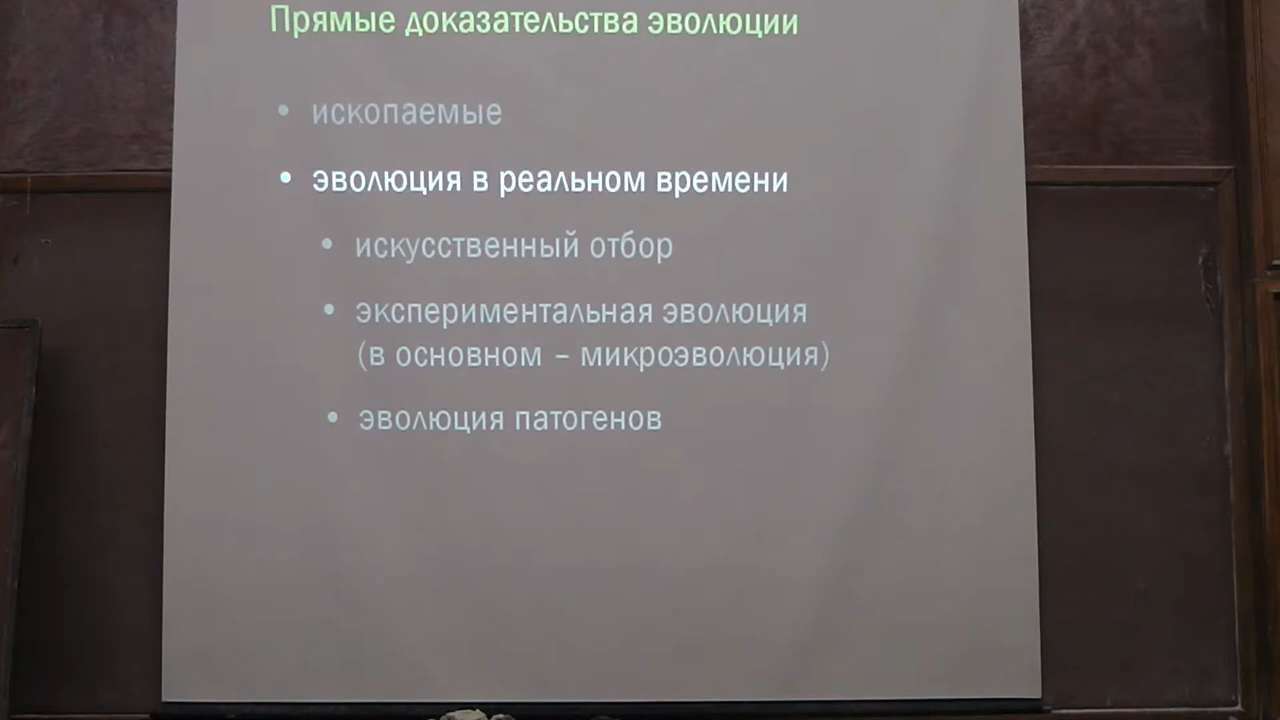 Прямые доказательства эволюции
• ископаемые
• эволюция в реальном времени
• искусственный отбор
• экспериментальная эволюция
(в основном – микроэволюция)
• эволюция патогенов